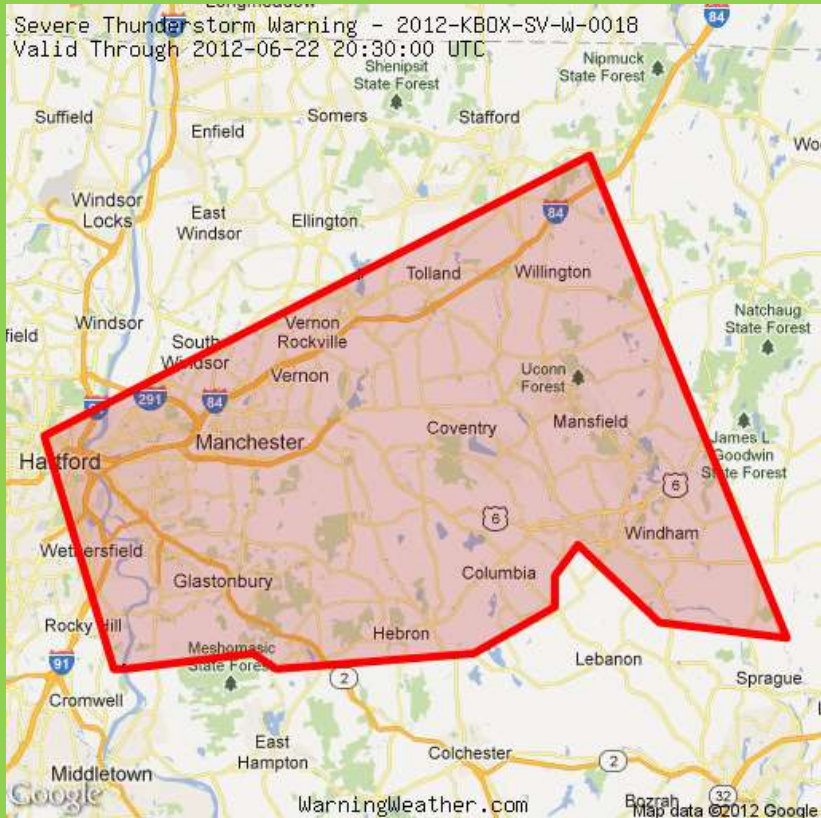 Longmeadow
Severe Thunderstorm Warning - 2012-KBOX-SV-W-0018
Valid Through 2012-06-22 20:30:00 UTC
84
Nipmuck
State Forest
Shenipsit
State Forest
Suffield
Enfield
Somers
Stafford
Windsor
Locks
East
Windsor
Ellington
84
Tolland
Willington
Natchaug
State Forest
Windsor
South
Windsor
Vernon
Rockville
Vernon
Uconn
Forest
291
84
Manchester
Coventry
Mansfield
Hartford
James L.
Goodwin
State Forest
6
6
Windham
Wethersfield
Glastonbury
Columbia
Rocky Hill
Hebron
Meshomasic
State Forest
Lebanon
91
2
Sprague
Cromwell
East
Hampton
Colchester
2
Middletown
Bozrah
32
Google
WarningWeather.com
Map data ©2012 Google